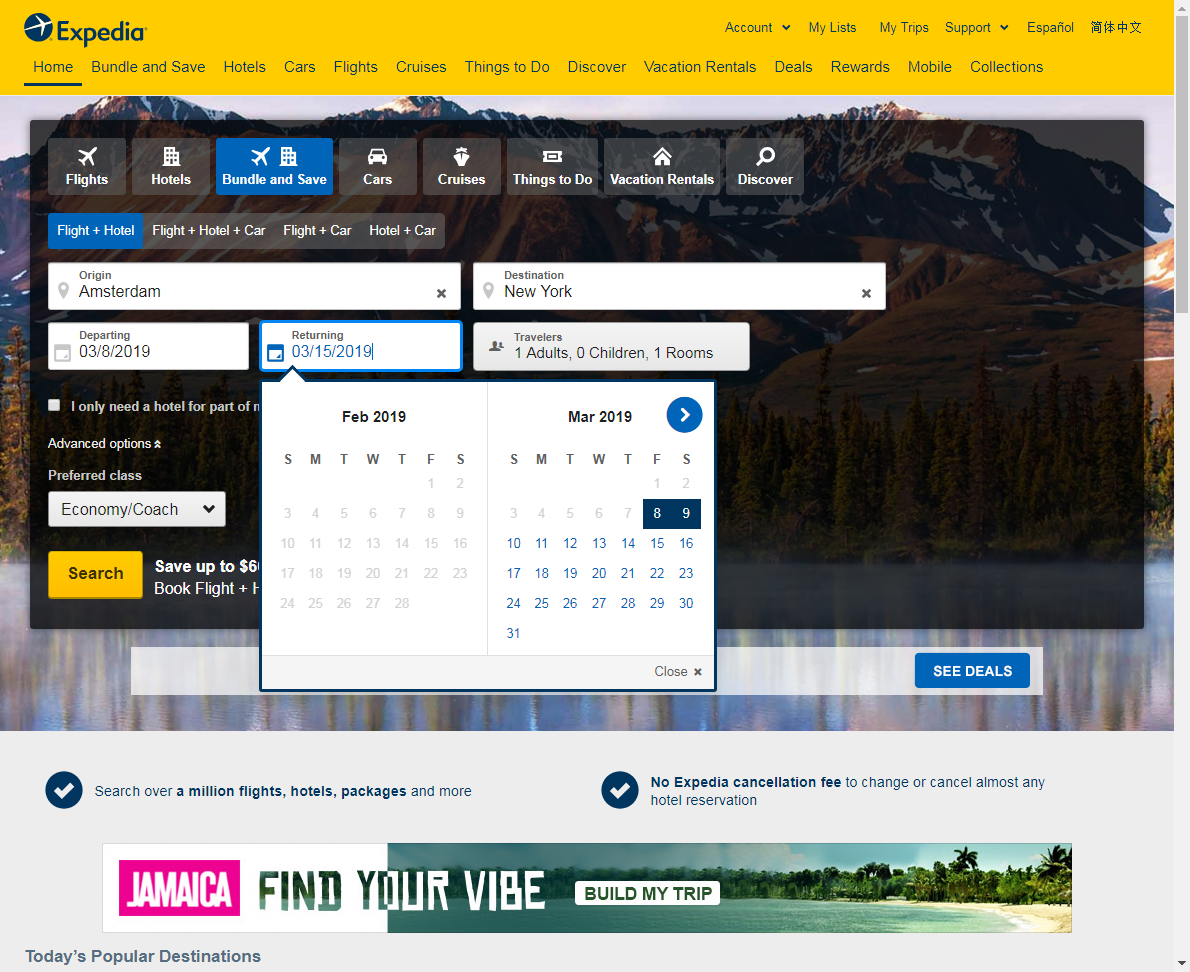 Expedia
Account My Lists My Trips Support Español 简体中文
Home Bundle and Save Hotels Cars Flights Cruises Things to Do Discover Vacation Rentals Deals Rewards Mobile Collections
Flights Hotels Bundle and Save Cars Cruises Things to Do Vacation Rentals Discover
Flight + Hotel Flight + Hotel + Car Flight + Car Hotel + Car
Origin
Amsterdam
Destination
New York
Departing
03/8/2019
Returning
03/15/2019
Travelers
1 Adults, 0 Children, 1 Rooms
I only need a hotel for part of
Advanced options
Preferred class
Economy/Coach
Search
Save up to
Book Flight +
Feb 2019
S M T W T F S
1 2
3 4 5 6 7 8 9
10 11 12 13 14 15 16
17 18 19 20 21 22 23
24 25 26 27 28
Mar 2019
S M T W T F S
1 2
3 4 5 6 7 8 9
10 11 12 13 14 15 16
17 18 19 20 21 22 23
24 25 26 27 28 29 30
31
Close
SEE DEALS
Search over a million flights, hotels, packages and more
No Expedia cancellation fee to change or cancel almost any
hotel reservation
JAMAICA FIND YOUR VIBE BUILD MY TRIP
Today's Popular Destinations